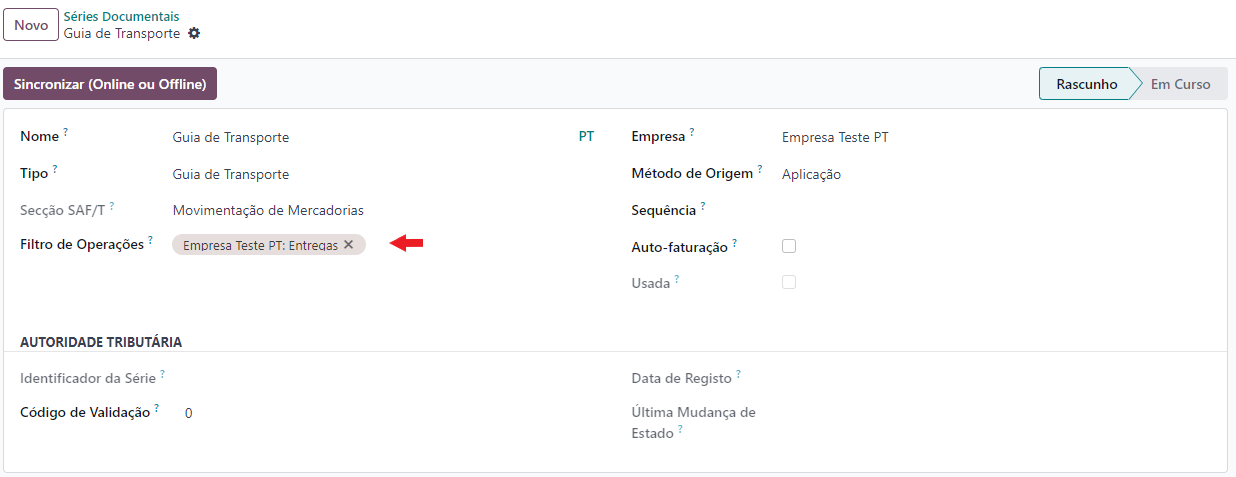 Novo
Séries Documentais
Guia de Transporte
Sincronizar (Online ou Offline)
Rascunho
Em Curso
Nome ?
Guia de Transporte
PT
Empresa ?
Empresa Teste PT
Tipo ?
Guia de Transporte
Método de Origem ?
Aplicação
Secção SAF/T ?
Movimentação de Mercadorias
Sequência ?
Filtro de Operações ?
Empresa Teste PT: Entregas ✕
Auto-faturação ?
Usada ?
AUTORIDADE TRIBUTÁRIA
Identificador da Série ?
Data de Registo ?
Código de Validação ?
0
Última Mudança de
Estado ?